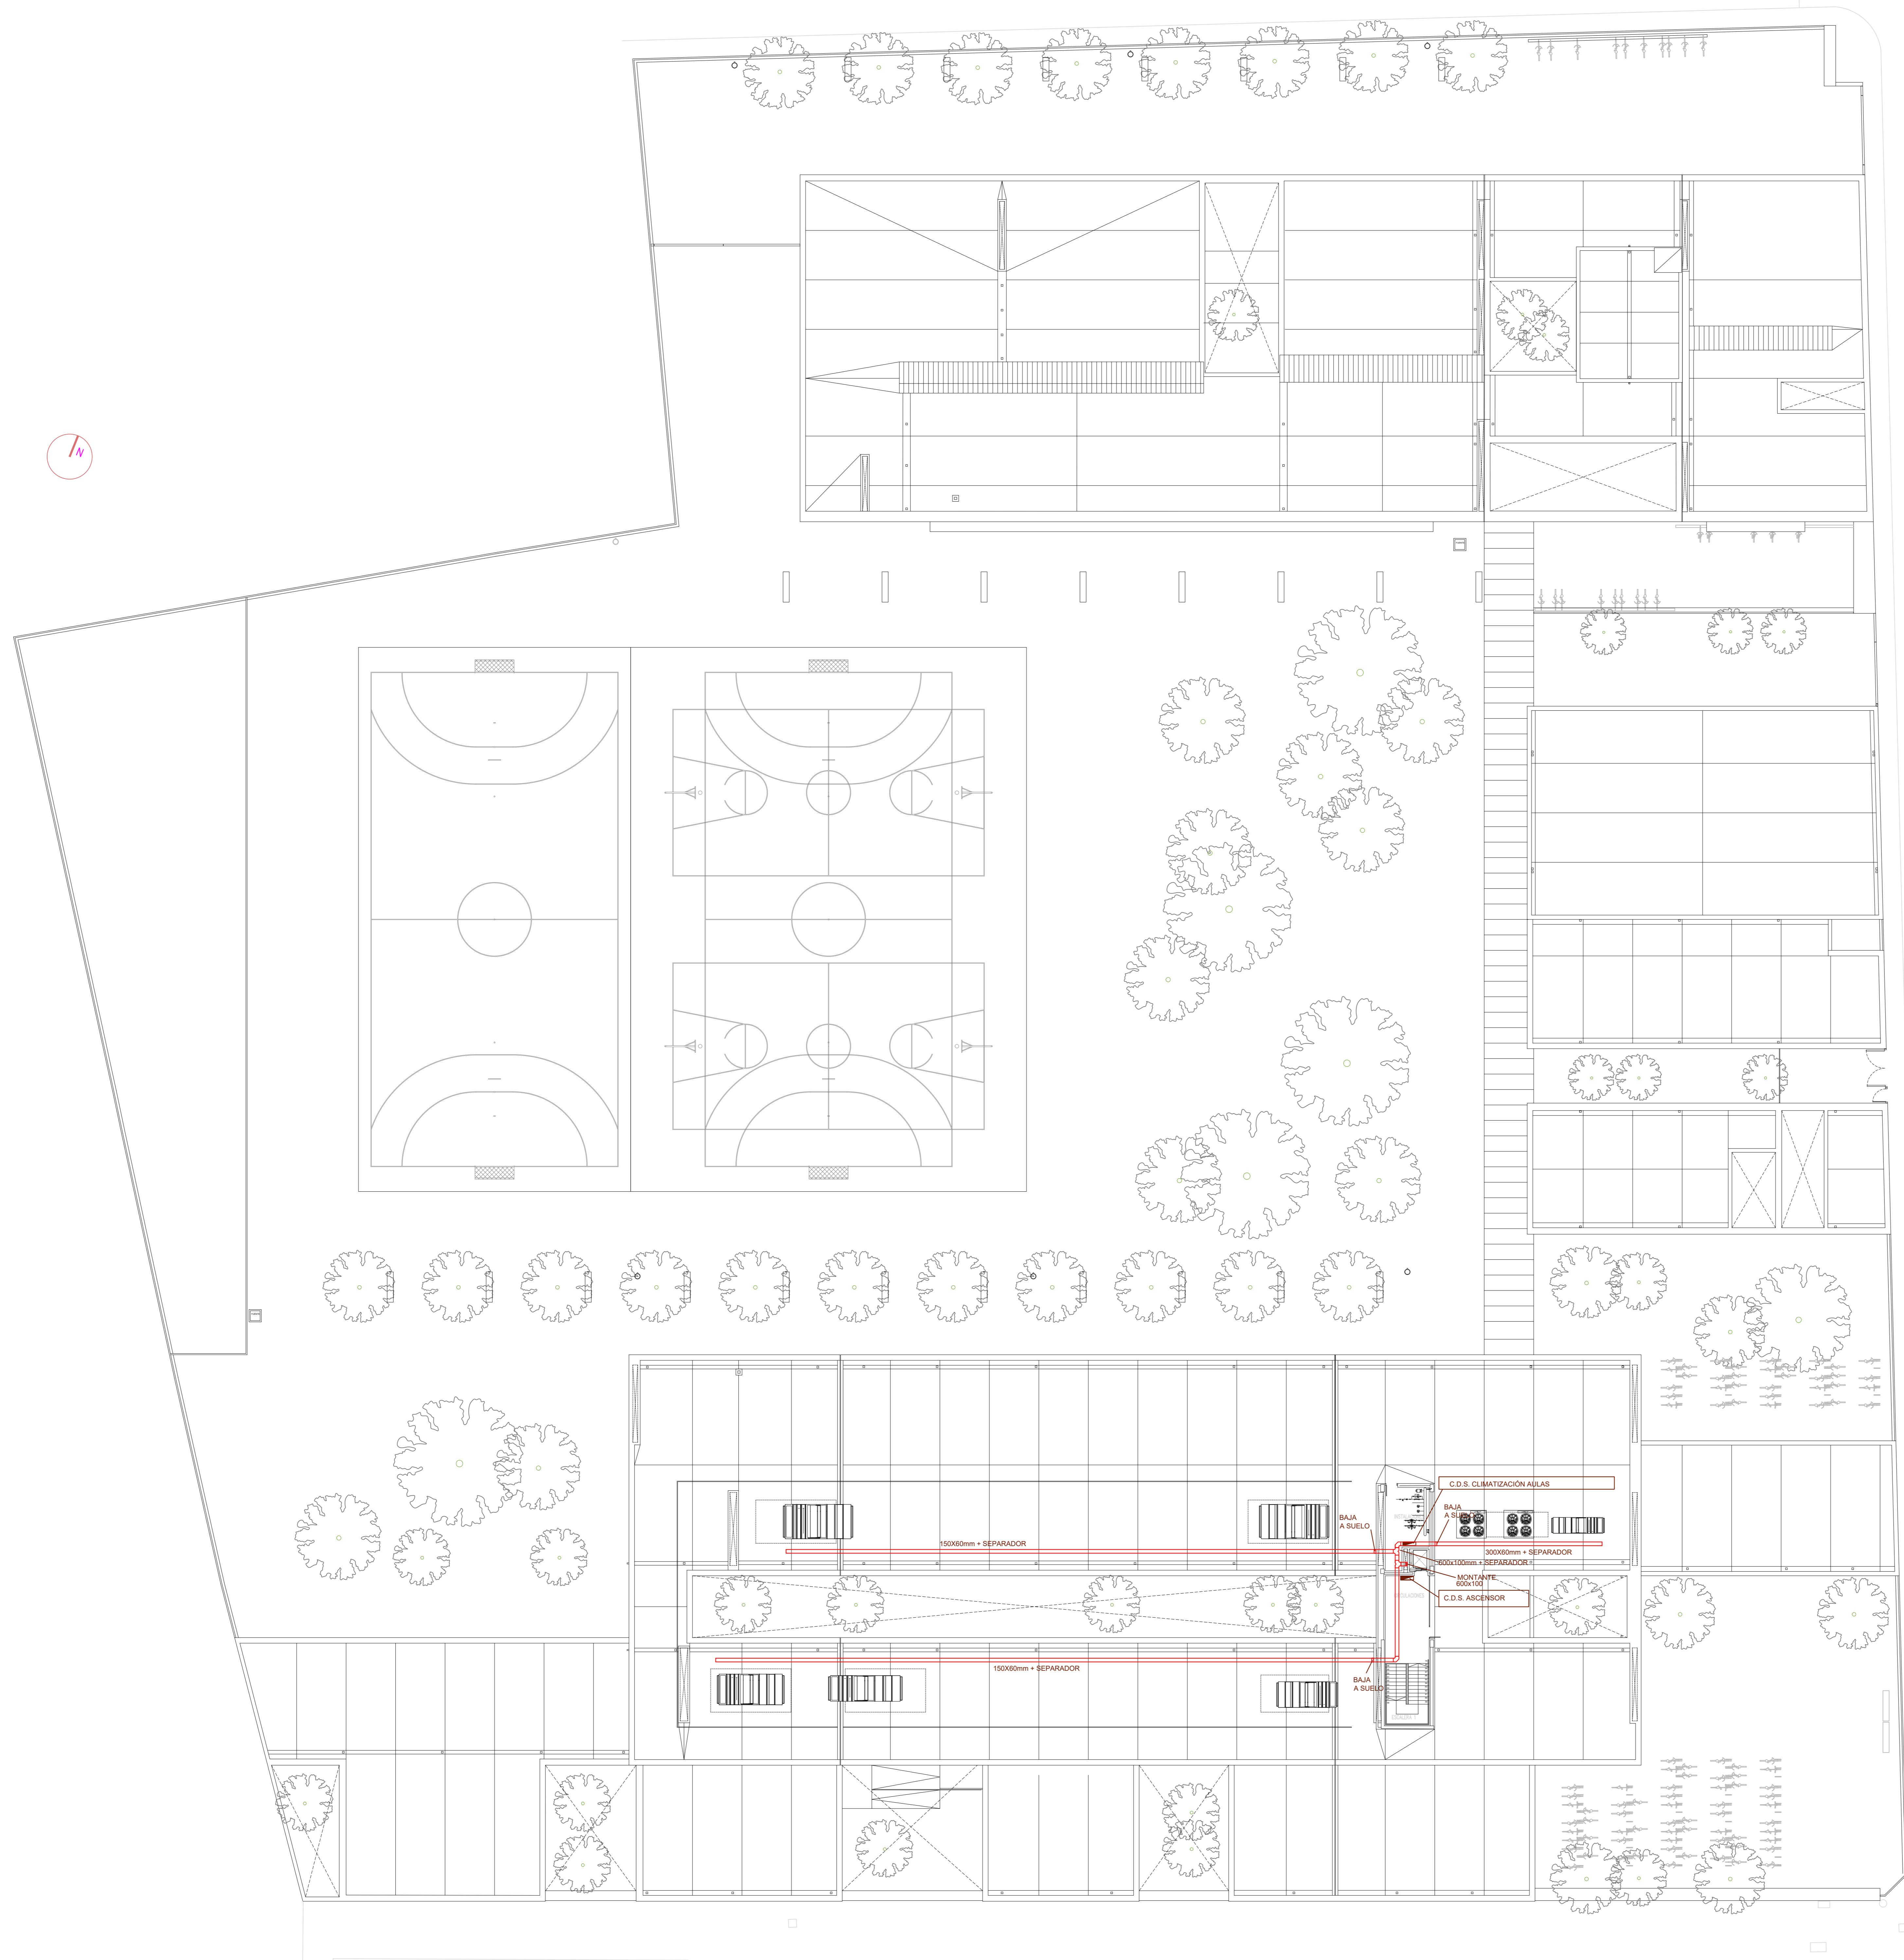 N
C.D.S. CLIMATIZACIÓN AULAS
BAJA
A SUELO
BAJA
A SUELO
150X60mm + SEPARADOR
300X60mm + SEPARADOR
600x100mm + SEPARADOR
MONTANTE
600x100
C.D.S. ASCENSOR
150X60mm + SEPARADOR
BAJA
A SUELO